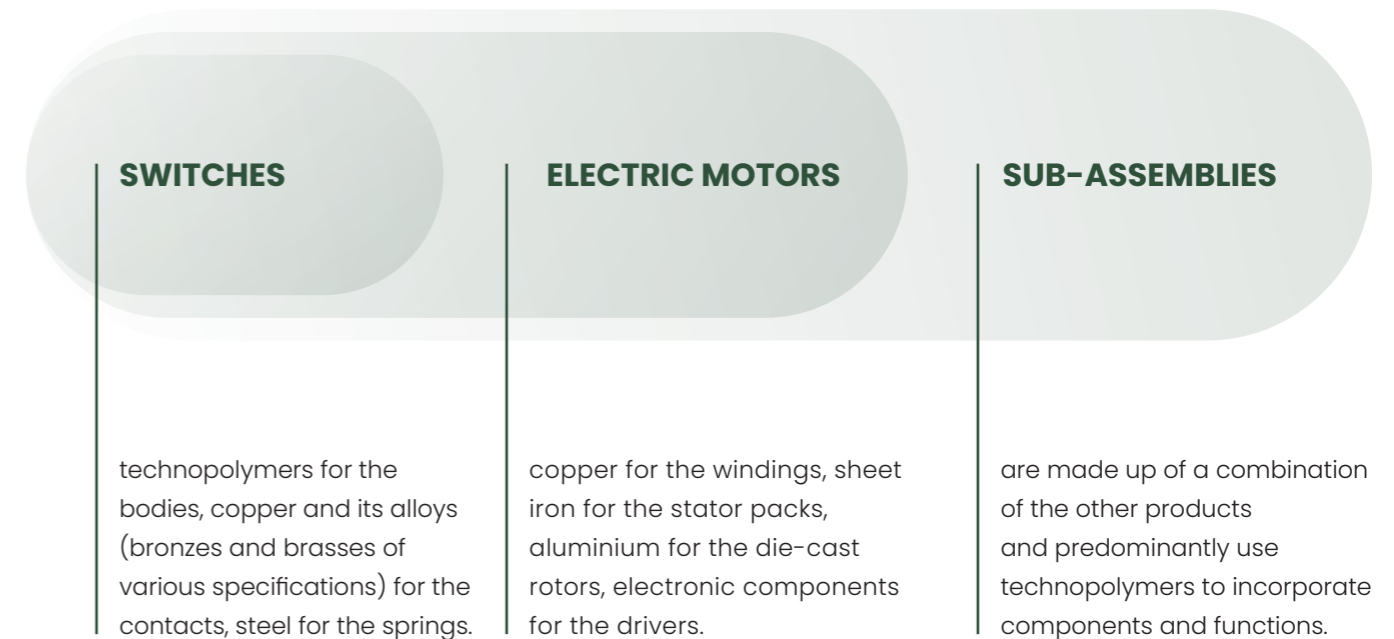 SWITCHES
technopolymers for the
bodies, copper and its alloys
(bronzes and brasses of
various specifications) for the
contacts, steel for the springs.
ELECTRIC MOTORS
copper for the windings, sheet
iron for the stator packs,
aluminium for the die-cast
rotors, electronic components
for the drivers.
SUB-ASSEMBLIES
are made up of a combination
of the other products
and predominantly use
technopolymers to incorporate
components and functions.